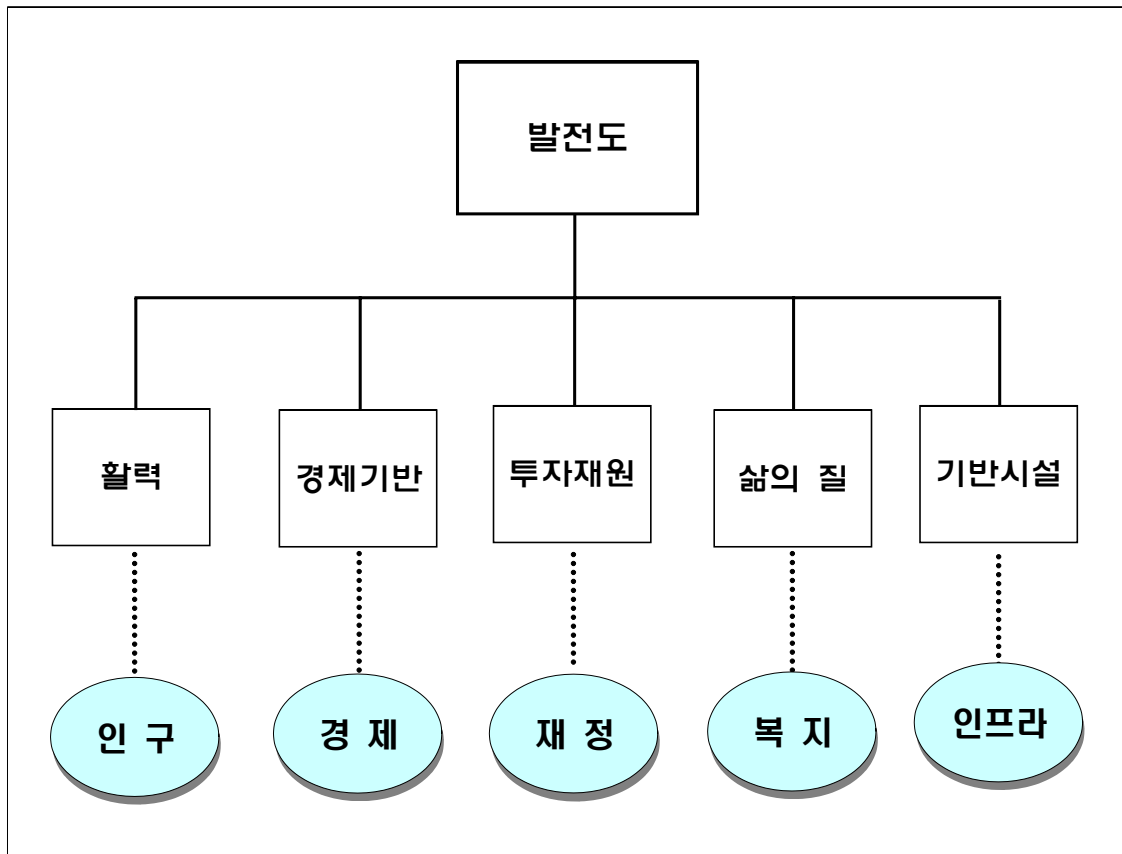 발전도
활력
경제기반
투자재원
삶의 질
기반시설
인 구
경 제
재 정
복 지
인프라